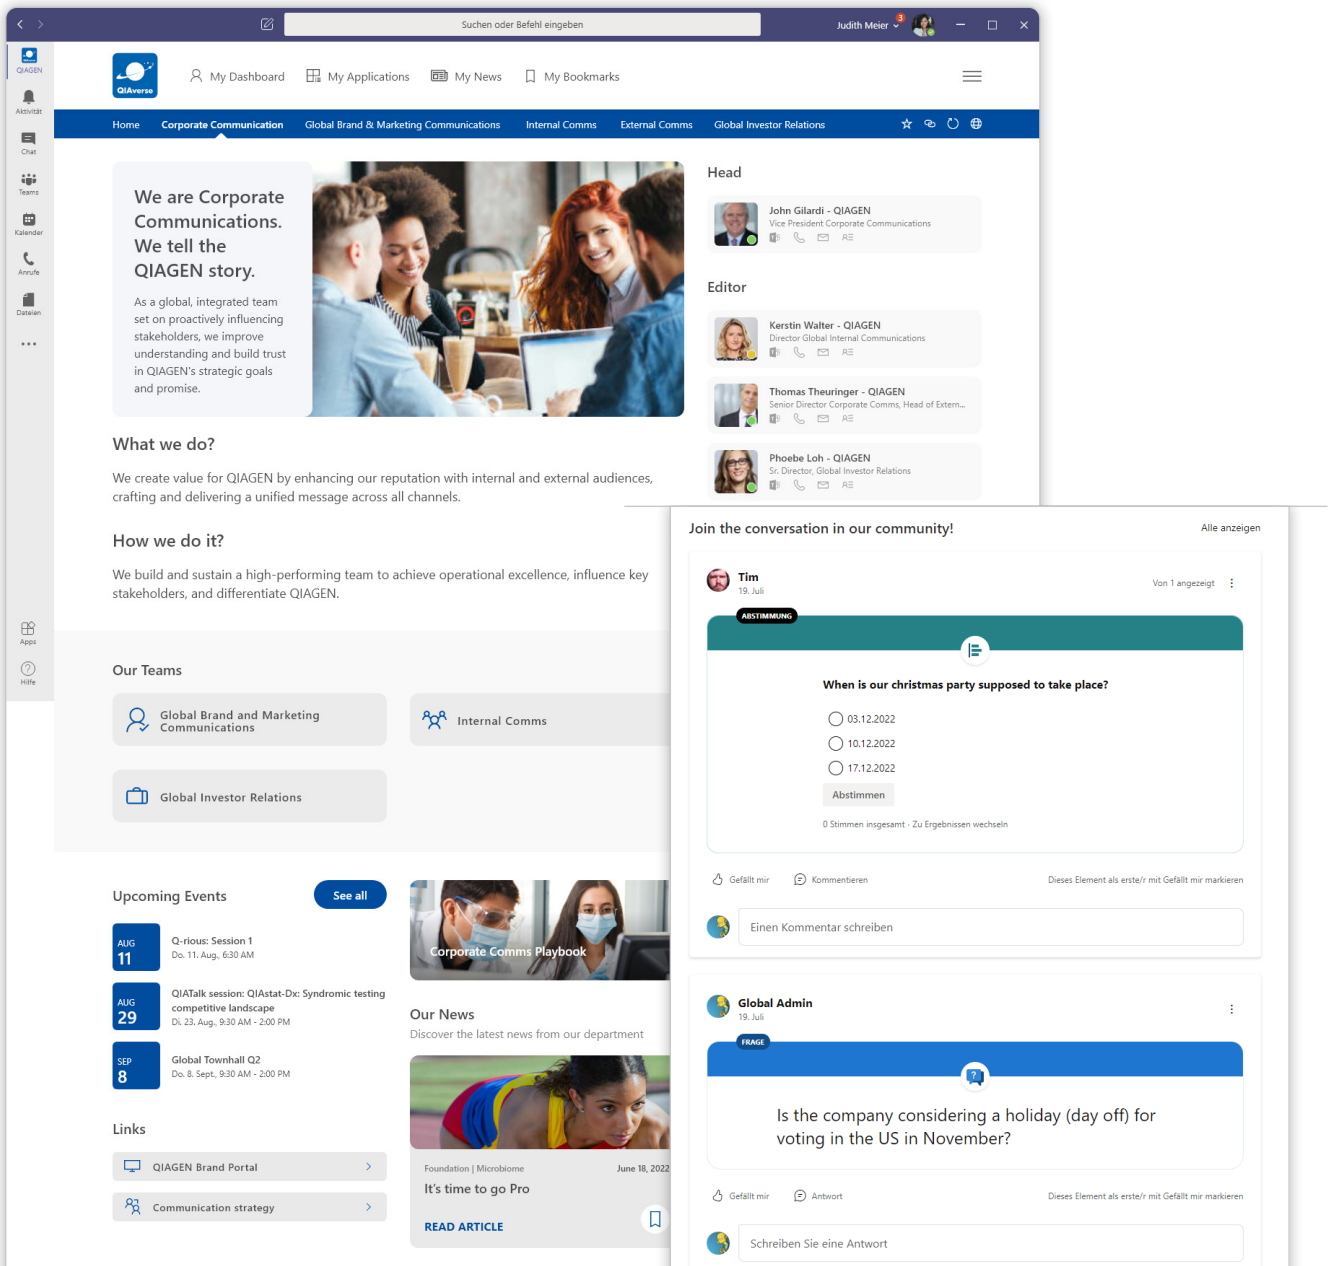 Suchen oder Befehl eingeben
Judith Meier
3
QIAGEN
Aktivität
Chat
Teams
Kalender
Anrufe
Dateien
Apps
Hilfe
QIAverse
My Dashboard
My Applications
My News
My Bookmarks
Home
Corporate Communication
Global Brand & Marketing Communications
Internal Comms
External Comms
Global Investor Relations
We are Corporate
Communications.
We tell the
QIAGEN story.
As a global, integrated team
set on proactively influencing
stakeholders, we improve
understanding and build trust
in QIAGEN's strategic goals
and promise.
Head
John Gilardi - QIAGEN
Vice President Corporate Communications
Editor
Kerstin Walter - QIAGEN
Director Global Internal Communications
Thomas Theuringer - QIAGEN
Senior Director Corporate Comms, Head of Extern...
Phoebe Loh - QIAGEN
Sr. Director, Global Investor Relations
What we do?
We create value for QIAGEN by enhancing our reputation with internal and external audiences,
crafting and delivering a unified message across all channels.
How we do it?
We build and sustain a high-performing team to achieve operational excellence, influence key
stakeholders, and differentiate QIAGEN.
Our Teams
Global Brand and Marketing
Communications
Internal Comms
Global Investor Relations
Upcoming Events
See all
AUG
11
Q-rious: Session 1
Do. 11. Aug., 6:30 AM
AUG
29
QIATalk session: QIAstat-Dx: Syndromic testing
competitive landscape
Di. 23. Aug., 9:30 AM - 2:00 PM
SEP
8
Global Townhall Q2
Do. 8. Sept., 9:30 AM - 2:00 PM
Links
QIAGEN Brand Portal
Communication strategy
Corporate Comms Playbook
Our News
Discover the latest news from our department
Foundation | Microbiome
June 18, 2022
It's time to go Pro
READ ARTICLE
Join the conversation in our community!
Alle anzeigen
Tim
19. Juli
Von 1 angezeigt
ABSTIMMUNG
When is our christmas party supposed to take place?
03.12.2022
10.12.2022
17.12.2022
Abstimmen
0 Stimmen insgesamt · Zu Ergebnissen wechseln
Gefällt mir
Kommentieren
Dieses Element als erste/r mit Gefällt mir markieren
Einen Kommentar schreiben
Global Admin
19. Juli
FRAGE
Is the company considering a holiday (day off) for
voting in the US in November?
Gefällt mir
Antwort
Dieses Element als erste/r mit Gefällt mir markieren
Schreiben Sie eine Antwort